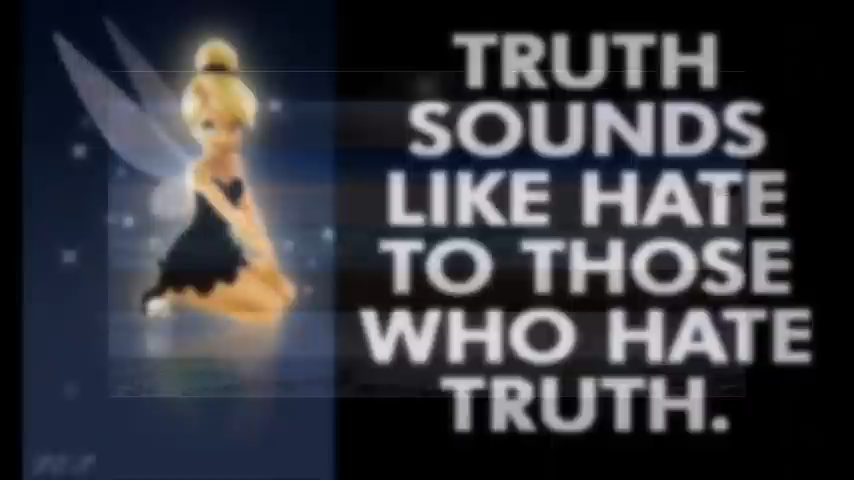 TRUTH
SOUNDS
LIKE HATE
TO THOSE
WHO HATE
TRUTH.